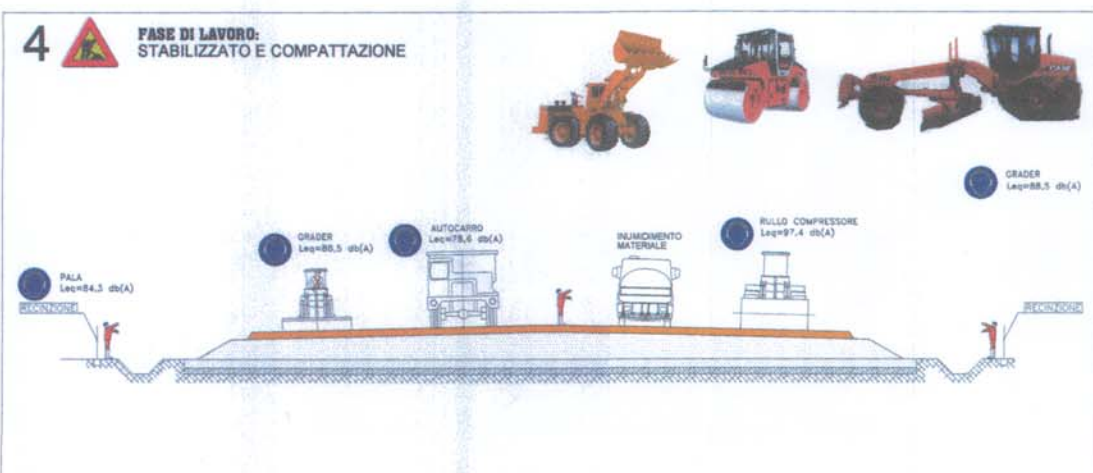 4
FASE DI LAVORO:
STABILIZZATO E COMPATTAZIONE
GRADER
Leq=88,5 db(A)
AUTOCARRO
Leq=78,6 db(A)
INUMIDIMENTO
MATERIALE
RULLO COMPRESSORE
Leq=97,4 db(A)
GRADER
Leq=88,5 db(A)
PALA
Leq=84,3 db(A)
RECINZIONE
RECINZIONE